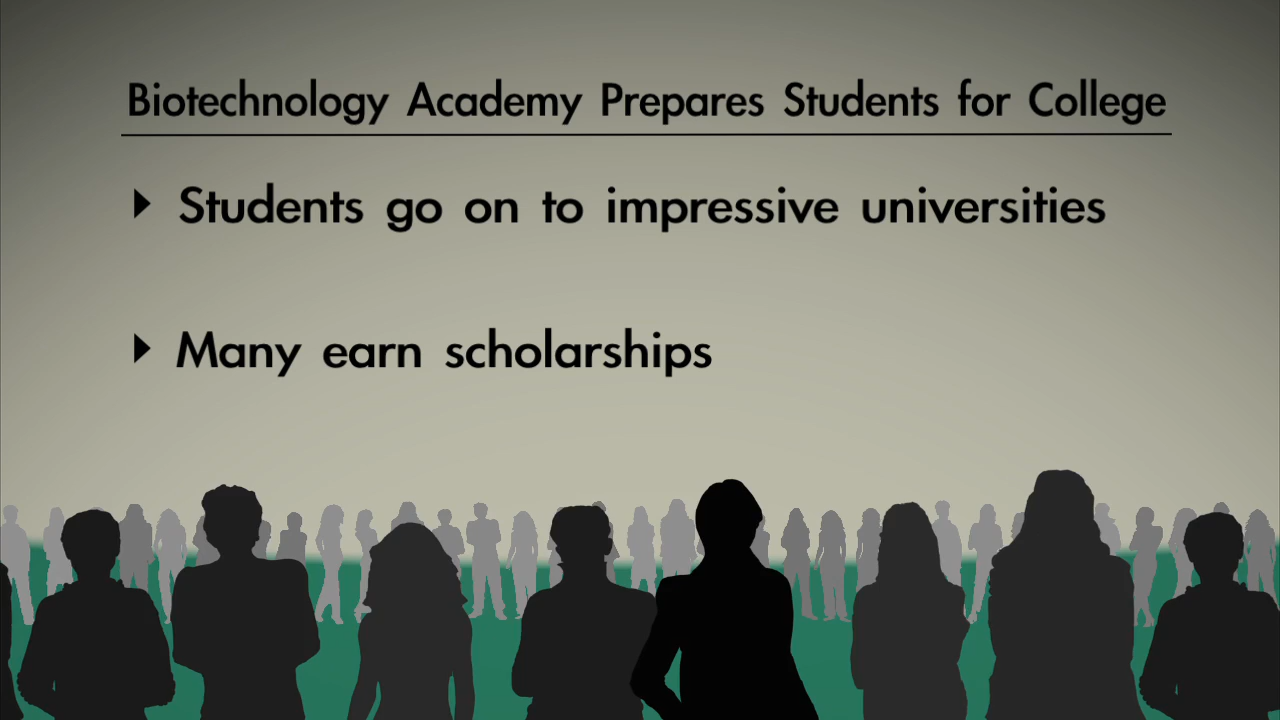 Biotechnology Academy Prepares Students for College
Students go on to impressive universities
Many earn scholarships